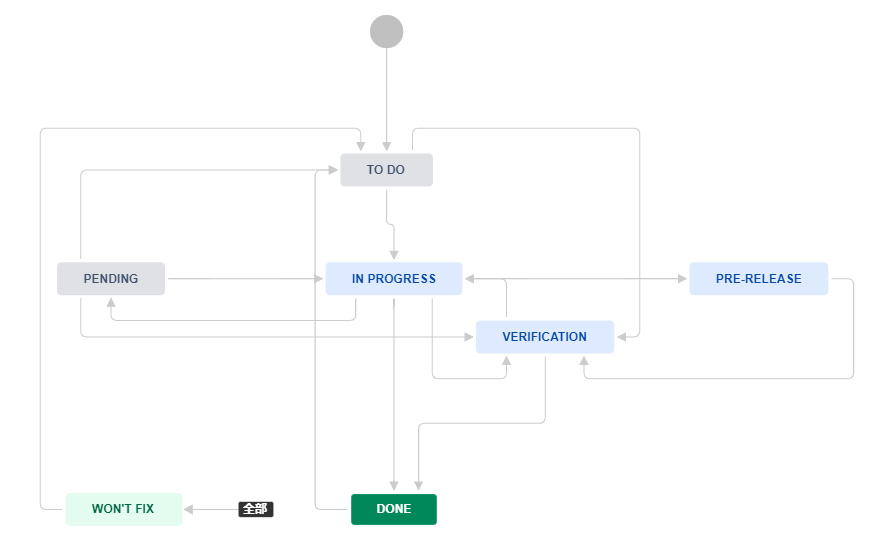 TO DO
PENDING
IN PROGRESS
PRE-RELEASE
VERIFICATION
WON'T FIX
全部
DONE